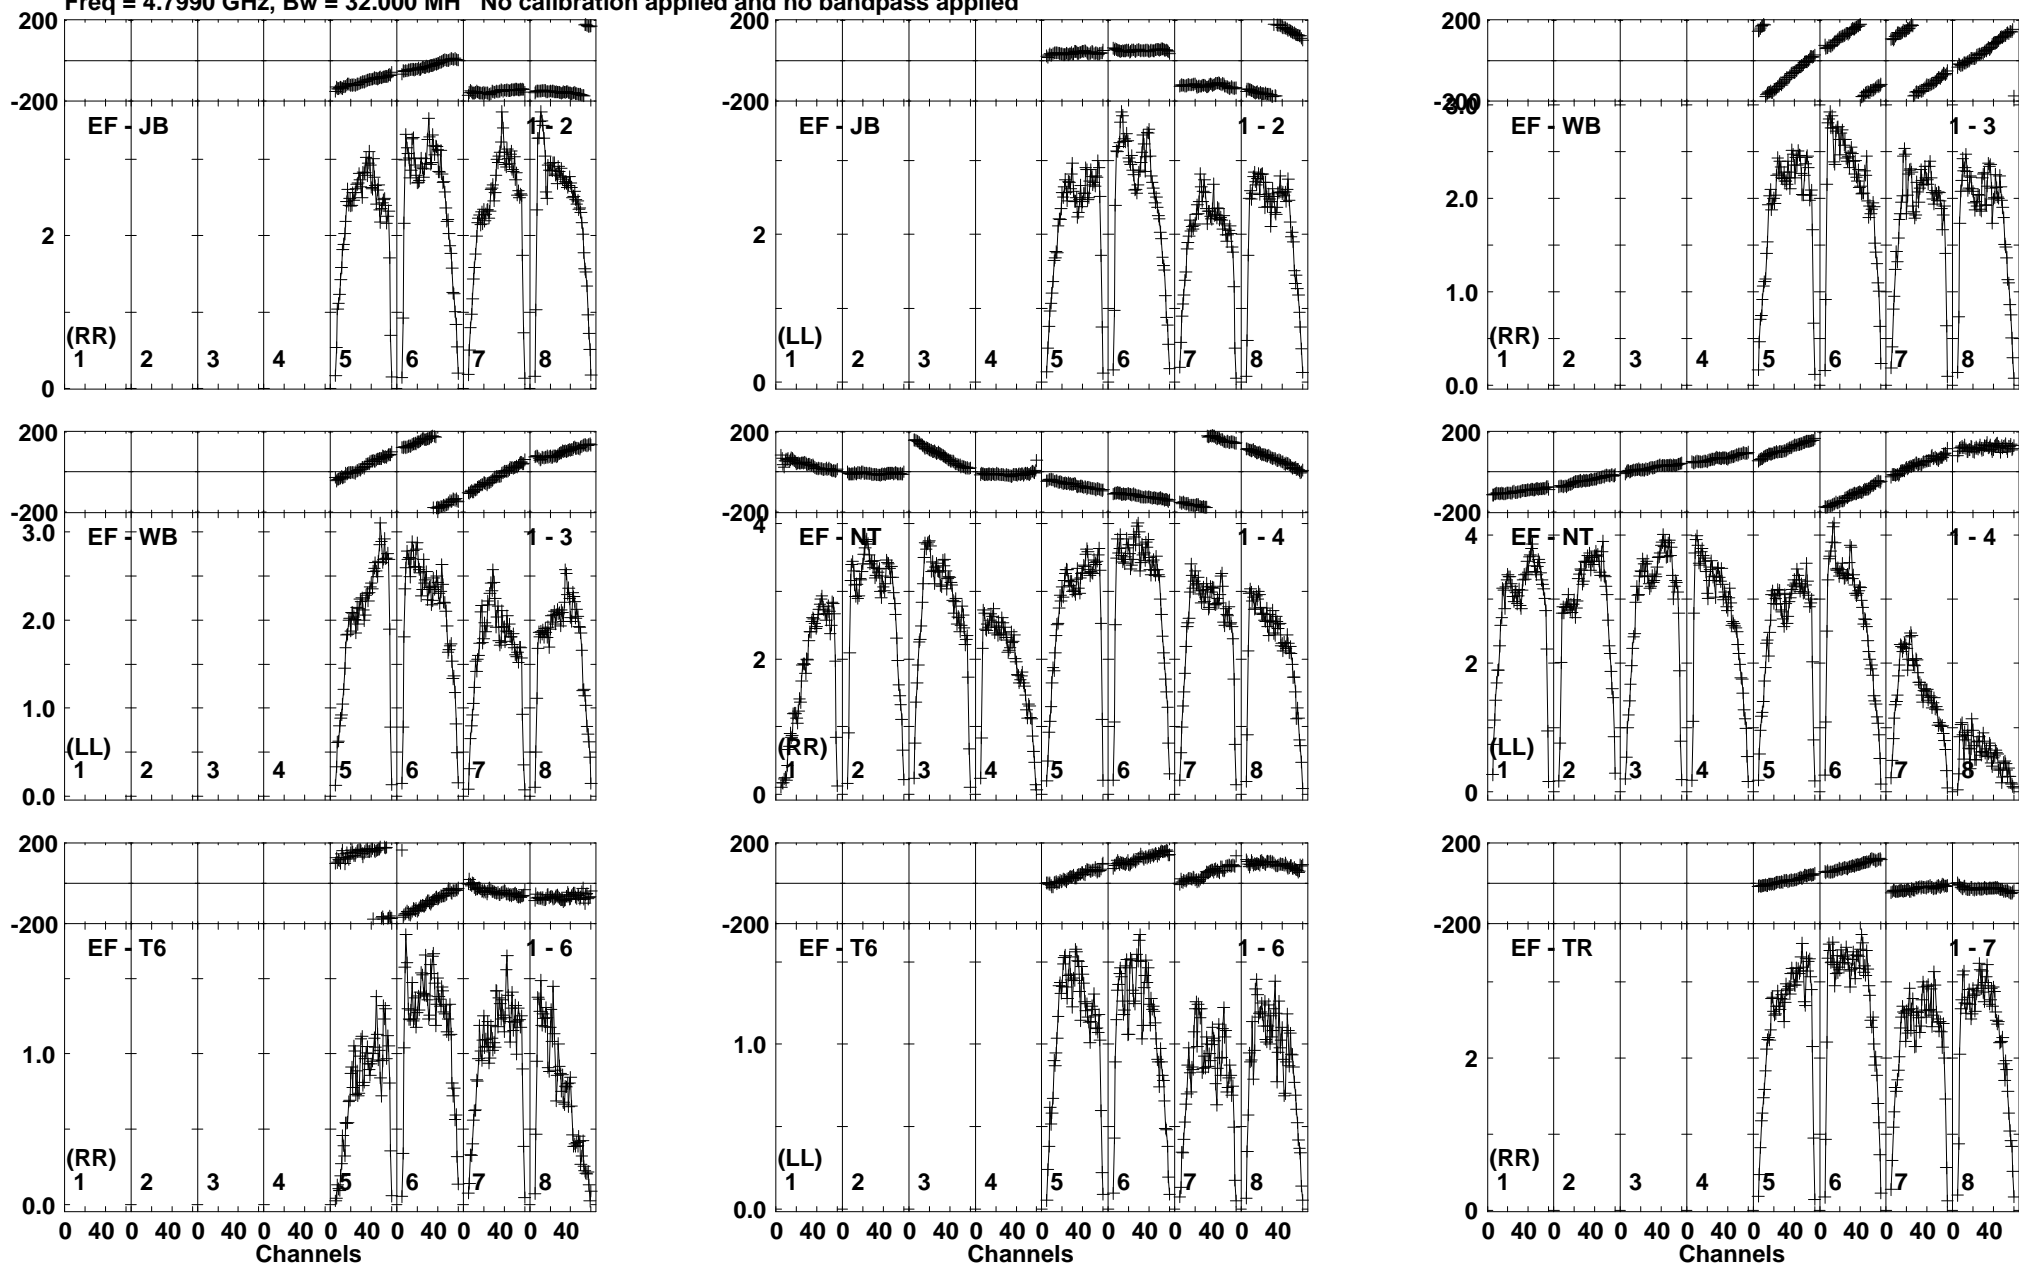 Freq = 4.7990 GHz, Bw = 32.000 MH No calibration applied and no bandpass applied
200 200 200
-200 -200 -200
EF - JB 1 - 2 EF - JB 1 - 2 3.0 EF - WB 1 - 3
2 2 2.0
1.0
(RR) (LL) (RR)
1 2 3 4 5 6 7 8 1 2 3 4 5 6 7 8 1 2 3 4 5 6 7 8
0 0 0.0
200 200 200
-200 -200 -200
3.0 EF - WB 1 - 3 4 EF - NT 1 - 4 4 EF - NT 1 - 4
2.0 2 2
1.0
(LL) (RR) (LL)
1 2 3 4 5 6 7 8 1 2 3 4 5 6 7 8 1 2 3 4 5 6 7 8
0.0 0 0
200 200 200
-200 -200 -200
EF - T6 1 - 6 EF - T6 1 - 6 EF - TR 1 - 7
1.0 1.0 2
(RR) (LL) (RR)
1 2 3 4 5 6 7 8 1 2 3 4 5 6 7 8 1 2 3 4 5 6 7 8
0.0 0.0 0
0 40 0 40 0 40 0 40 0 40 0 40 0 40 0 40 0 40 0 40 0 40 0 40 0 40 0 40 0 40 0 40 0 40 0 40 0 40 0 40 0 40 0 40 0 40 0 40
Channels Channels Channels